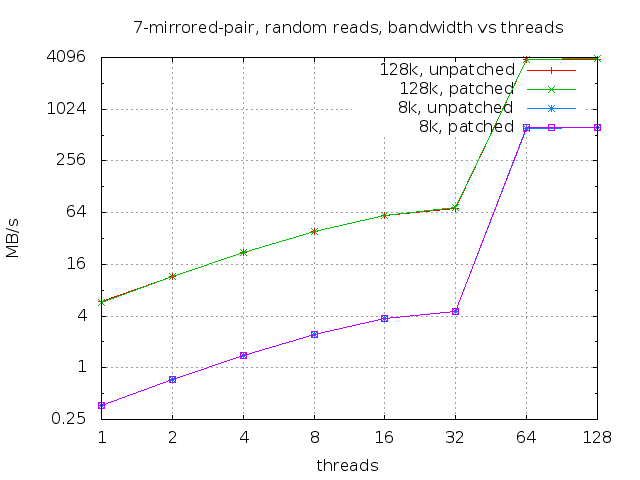 7-mirrored-pair, random reads, bandwidth vs threads
4096
1024
256
64
16
4
1
0.25
MB/s
128k, unpatched
128k, patched
8k, unpatched
8k, patched
1 2 4 8 16 32 64 128
threads